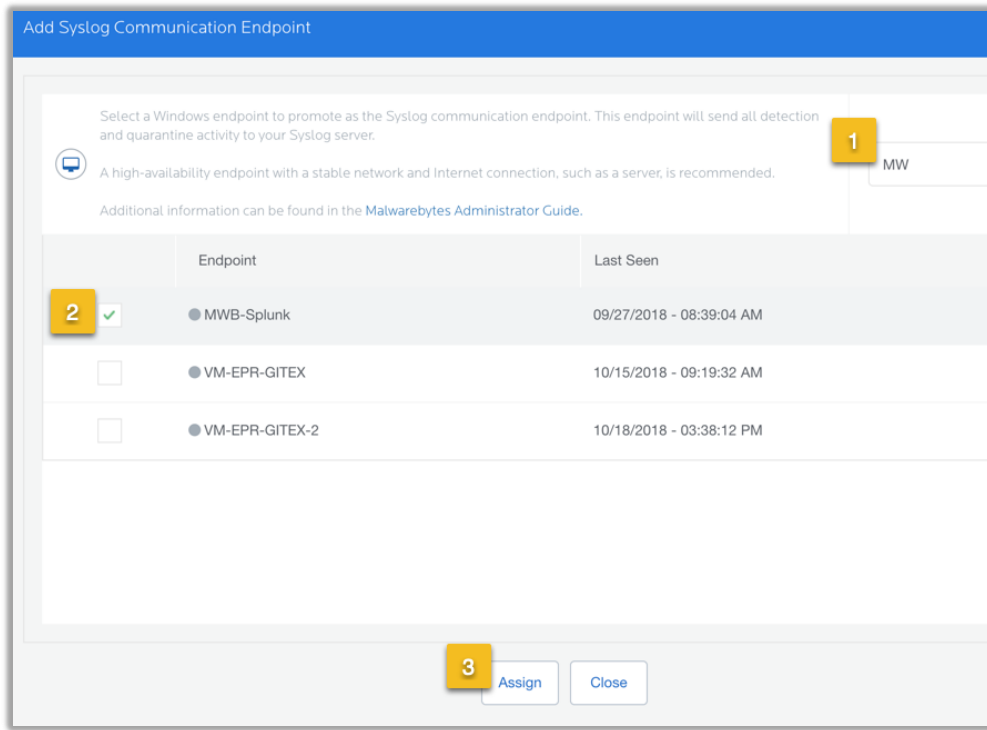 Add Syslog Communication Endpoint
Select a Windows endpoint to promote as the Syslog communication endpoint. This endpoint will send all detection
and quarantine activity to your Syslog server.
1
MW
A high-availability endpoint with a stable network and Internet connection, such as a server, is recommended.
Additional information can be found in the Malwarebytes Administrator Guide.
Endpoint Last Seen
2 MWB-Splunk 09/27/2018 - 08:39:04 AM
VM-EPR-GITEX 10/15/2018 - 09:19:32 AM
VM-EPR-GITEX-2 10/18/2018 - 03:38:12 PM
3 Assign Close